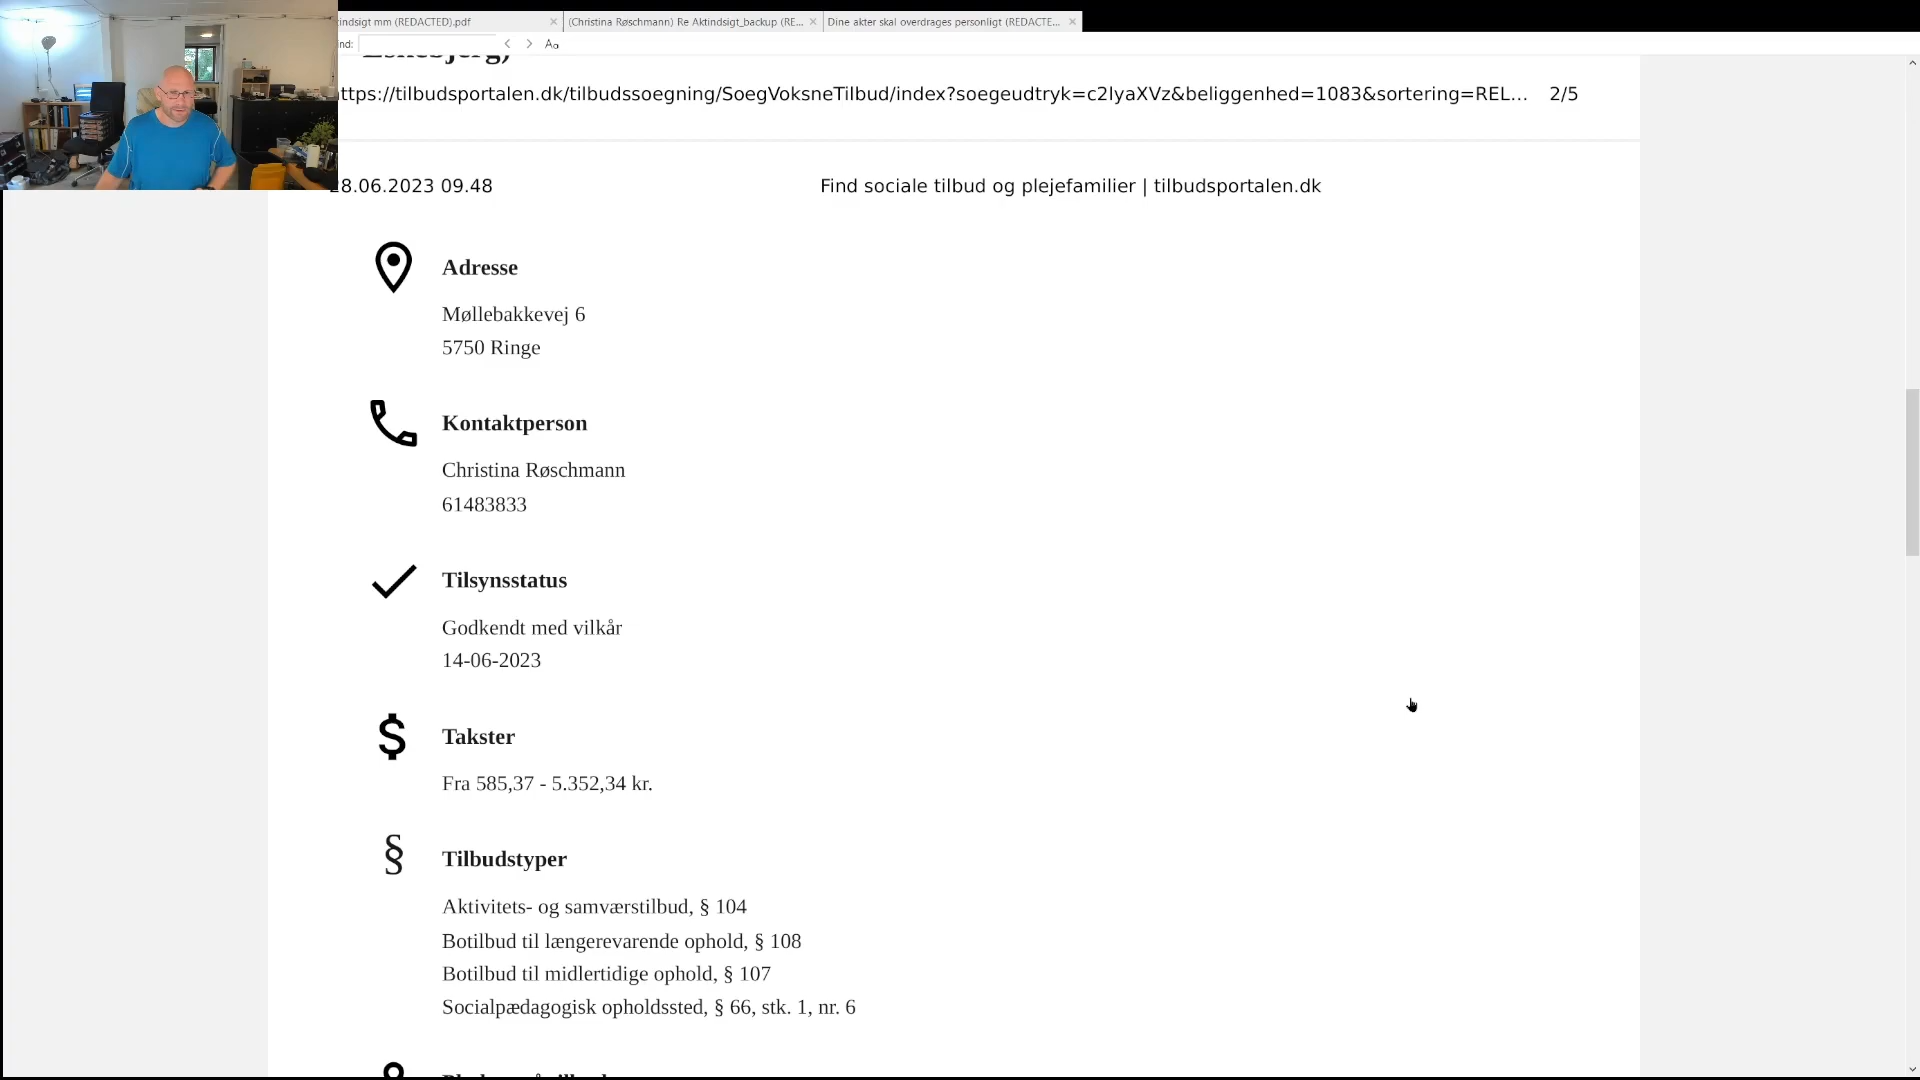 indsigt mm (REDACTED).pdf
(Christina Røschmann) Re Aktindsigt_backup (RE...
Dine akter skal overdrages personligt (REDACTE...
ind:
Aa
ttps://tilbudsportalen.dk/tilbudssoegning/SoegVoksneTilbud/index?soegeudtryk=c2lyaXVz&beliggenhed=1083&sortering=REL... 2/5
28.06.2023 09.48
Find sociale tilbud og plejefamilier | tilbudsportalen.dk
Adresse
Møllebakkevej 6
5750 Ringe
Kontaktperson
Christina Røschmann
61483833
Tilsynsstatus
Godkendt med vilkår
14-06-2023
Takster
Fra 585,37 - 5.352,34 kr.
§ Tilbudstyper
Aktivitets- og samværstilbud, § 104
Botilbud til længerevarende ophold, § 108
Botilbud til midlertidige ophold, § 107
Socialpædagogisk opholdssted, § 66, stk. 1, nr. 6